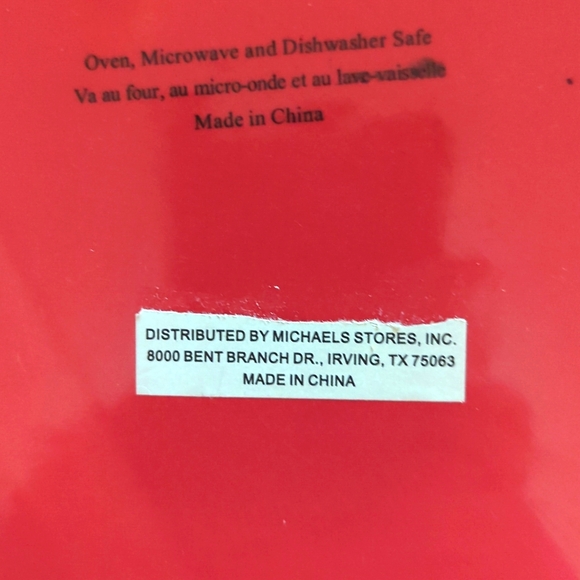 Oven, Microwave and Dishwasher Safe
Va au four, au micro-onde et au lave-vaisselle
Made in China
DISTRIBUTED BY MICHAELS STORES, INC.
8000 BENT BRANCH DR., IRVING, TX 75063
MADE IN CHINA